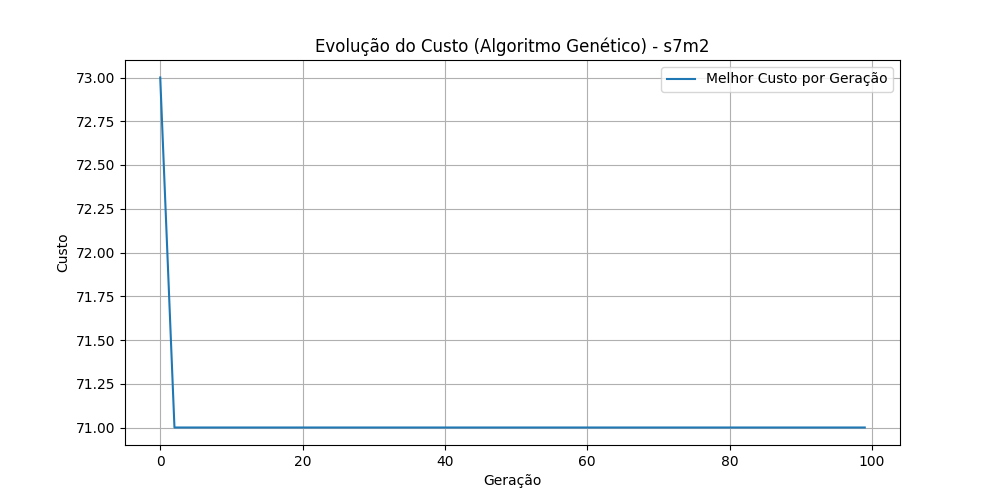 Evolução do Custo (Algoritmo Genético) - s7m2
Melhor Custo por Geração
73.00
72.75
72.50
72.25
72.00
71.75
71.50
71.25
71.00
Custo
0 20 40 60 80 100
Geração